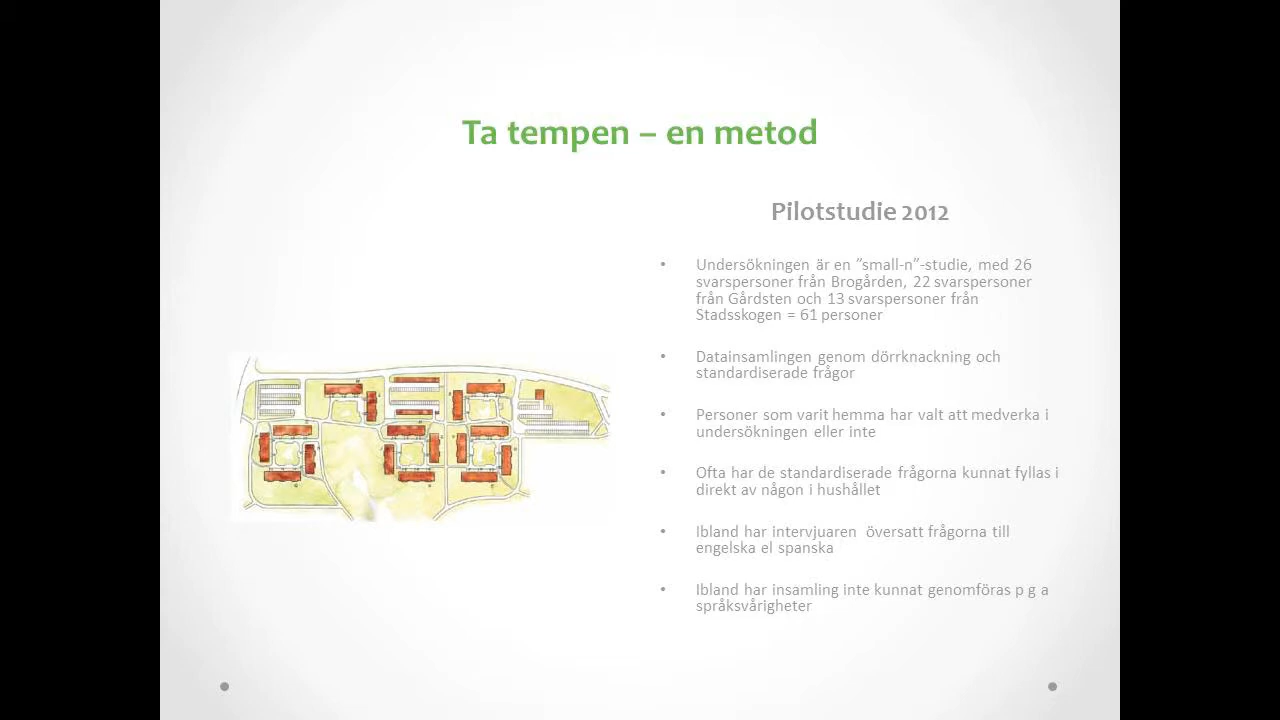 Ta tempen – en metod
Pilotstudie 2012
• Undersökningen är en ”small-n”-studie, med 26
svarspersoner från Brogården, 22 svarspersoner
från Gårdsten och 13 svarspersoner från
Stadsskogen = 61 personer
• Datainsamlingen genom dörrknackning och
standardiserade frågor
• Personer som varit hemma har valt att medverka i
undersökningen eller inte
• Ofta har de standardiserade frågorna kunnat fyllas i
direkt av någon i hushållet
• Ibland har intervjuaren  översatt frågorna till
engelska el spanska
• Ibland har insamling inte kunnat genomföras p g a
språksvårigheter